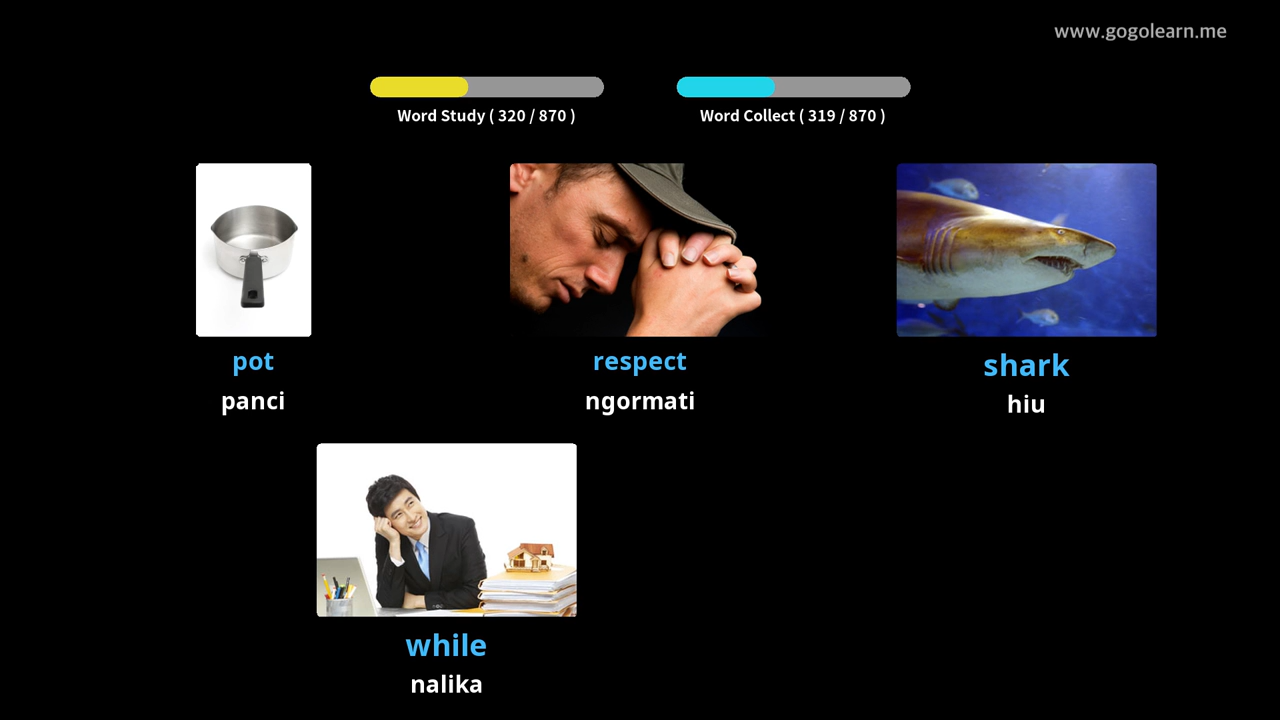 www.gogolearn.me
Word Study ( 320 / 870 )
Word Collect ( 319 / 870 )
pot
panci
respect
ngormati
shark
hiu
while
nalika